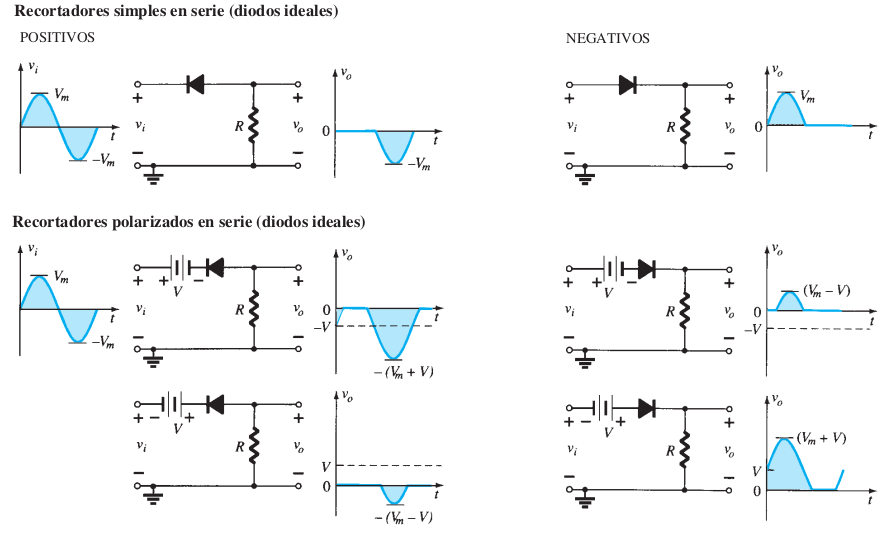 Recortadores simples en serie (diodos ideales)
POSITIVOS
NEGATIVOS
v_i
V_m
t
−V_m
+
v_i
−
R
+
v_o
−
v_o
0
t
−V_m
+
v_i
−
R
+
v_o
−
v_o
V_m
0
t
Recortadores polarizados en serie (diodos ideales)
v_i
V_m
t
−V_m
+ + V −
v_i
−
R
+
v_o
−
v_o
0
−V
t
− (V_m + V)
+ + V −
v_i
−
R
+
v_o
−
v_o
(V_m − V)
0
−V
t
+ − V +
v_i
−
R
+
v_o
−
v_o
V
0
t
− (V_m − V)
+ − V +
v_i
−
R
+
v_o
−
v_o
(V_m + V)
V
0
t